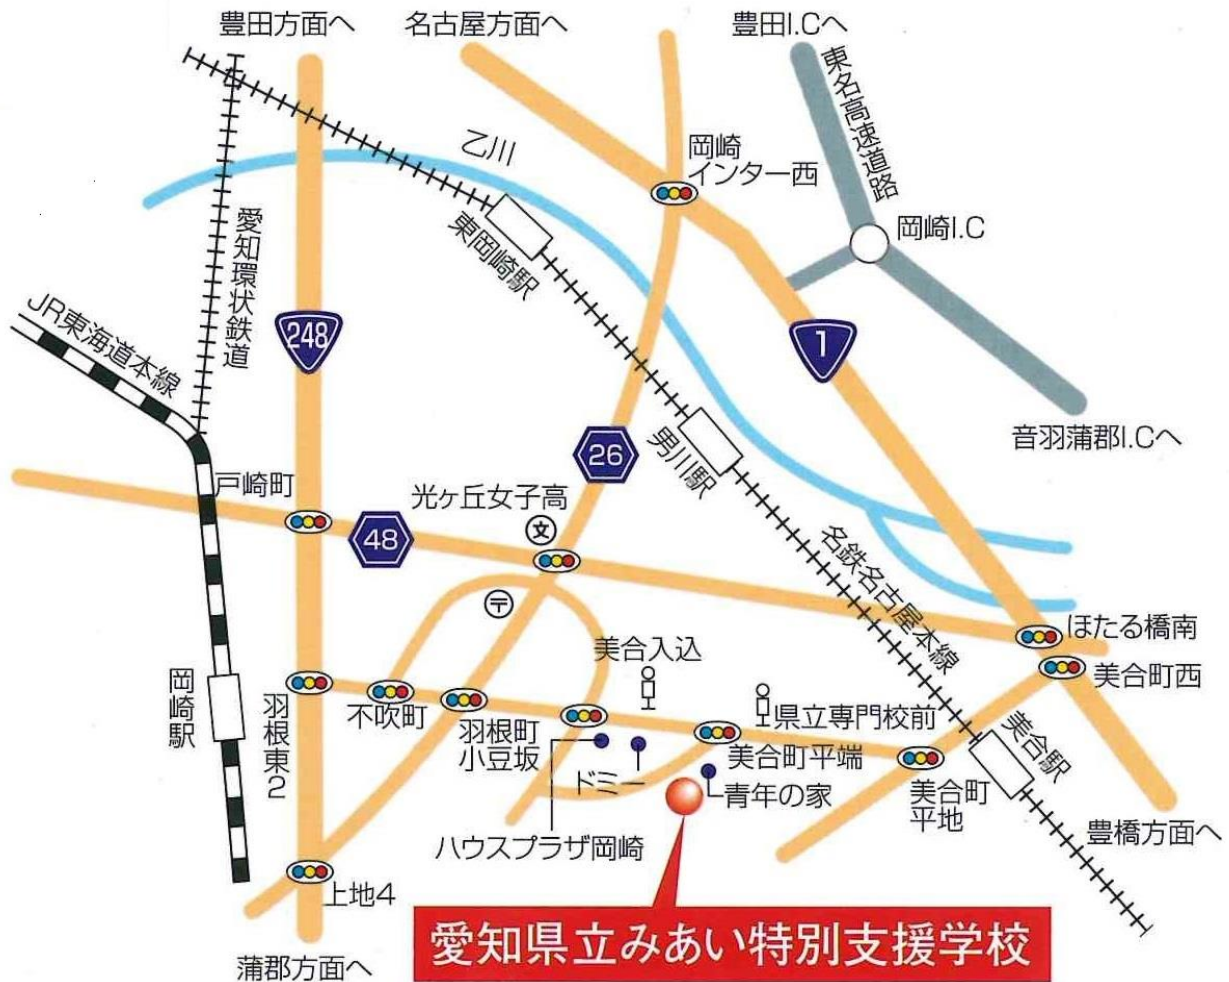 豊田方面へ
名古屋方面へ
豊田I.Cへ
東名高速道路
乙川
岡崎
インター西
岡崎I.C
東岡崎駅
愛知環状鉄道
JR東海道本線
248
1
音羽蒲郡I.Cへ
26
男川駅
戸崎町
光ヶ丘女子高
文
48
名鉄名古屋本線
〒
ほたる橋南
美合入込
美合町西
岡崎駅
羽根東2
不吹町
羽根町
小豆坂
県立専門校前
美合町平端
美合駅
ドミー
青年の家
美合町
平地
豊橋方面へ
ハウスプラザ岡崎
上地4
愛知県立みあい特別支援学校
蒲郡方面へ